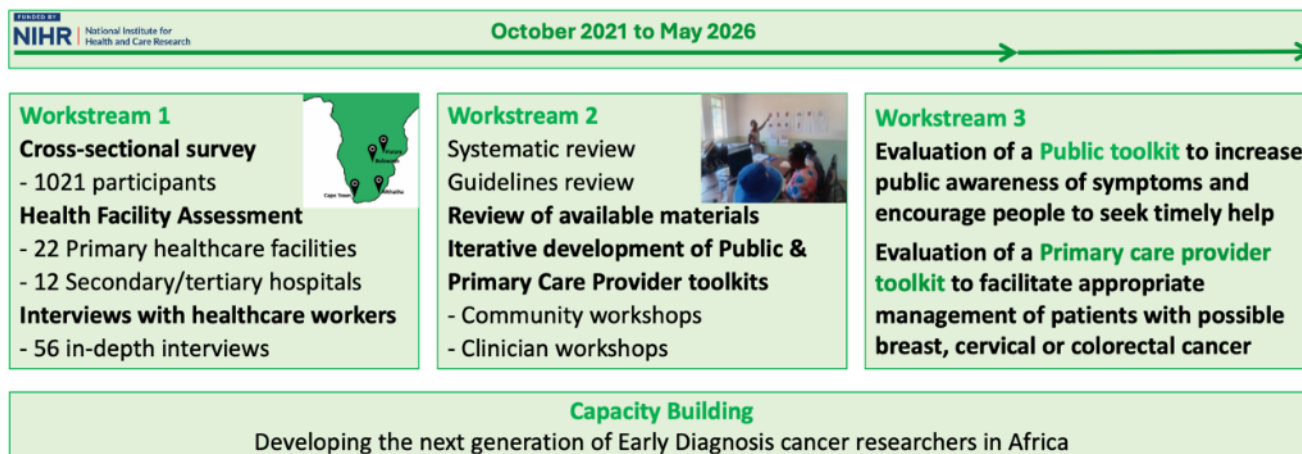 FUNDED BY
NIHR | National Institute for
Health and Care Research
October 2021 to May 2026
Workstream 1
Cross-sectional survey
- 1021 participants
Health Facility Assessment
- 22 Primary healthcare facilities
- 12 Secondary/tertiary hospitals
Interviews with healthcare workers
- 56 in-depth interviews
Harare
Bulawayo
Cape Town
Mthatha
Workstream 2
Systematic review
Guidelines review
Review of available materials
Iterative development of Public &
Primary Care Provider toolkits
- Community workshops
- Clinician workshops
Workstream 3
Evaluation of a Public toolkit to increase
public awareness of symptoms and
encourage people to seek timely help
Evaluation of a Primary care provider
toolkit to facilitate appropriate
management of patients with possible
breast, cervical or colorectal cancer
Capacity Building
Developing the next generation of Early Diagnosis cancer researchers in Africa